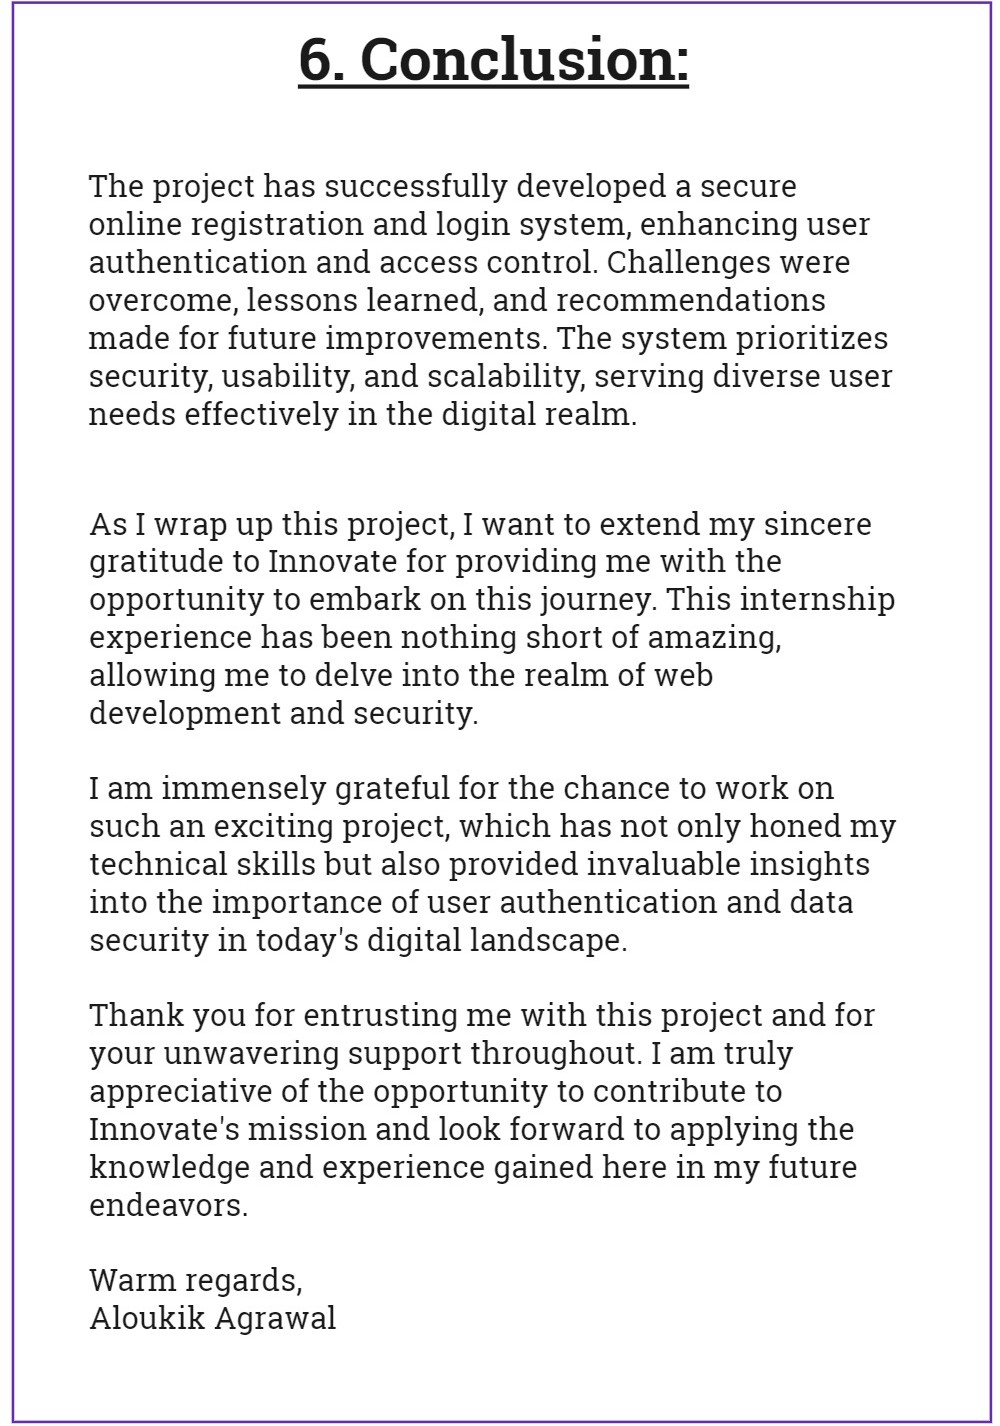 6. Conclusion:
The project has successfully developed a secure
online registration and login system, enhancing user
authentication and access control. Challenges were
overcome, lessons learned, and recommendations
made for future improvements. The system prioritizes
security, usability, and scalability, serving diverse user
needs effectively in the digital realm.
As I wrap up this project, I want to extend my sincere
gratitude to Innovate for providing me with the
opportunity to embark on this journey. This internship
experience has been nothing short of amazing,
allowing me to delve into the realm of web
development and security.
I am immensely grateful for the chance to work on
such an exciting project, which has not only honed my
technical skills but also provided invaluable insights
into the importance of user authentication and data
security in today's digital landscape.
Thank you for entrusting me with this project and for
your unwavering support throughout. I am truly
appreciative of the opportunity to contribute to
Innovate's mission and look forward to applying the
knowledge and experience gained here in my future
endeavors.
Warm regards,
Aloukik Agrawal